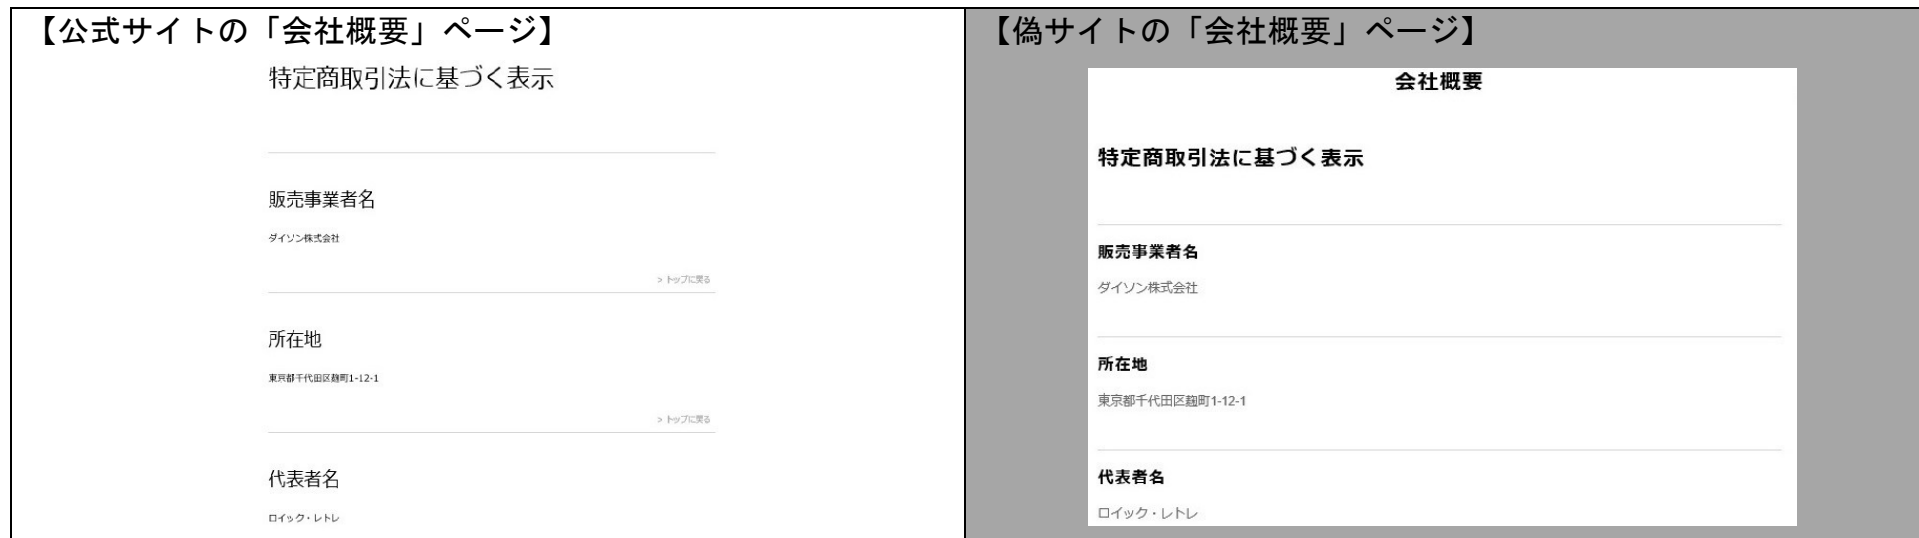 【公式サイトの「会社概要」ページ】
特定商取引法に基づく表示
販売事業者名
ダイソン株式会社
> トップに戻る
所在地
東京都千代田区麹町1-12-1
> トップに戻る
代表者名
ロイック・レトレ
【偽サイトの「会社概要」ページ】
会社概要
特定商取引法に基づく表示
販売事業者名
ダイソン株式会社
所在地
東京都千代田区麹町1-12-1
代表者名
ロイック・レトレ